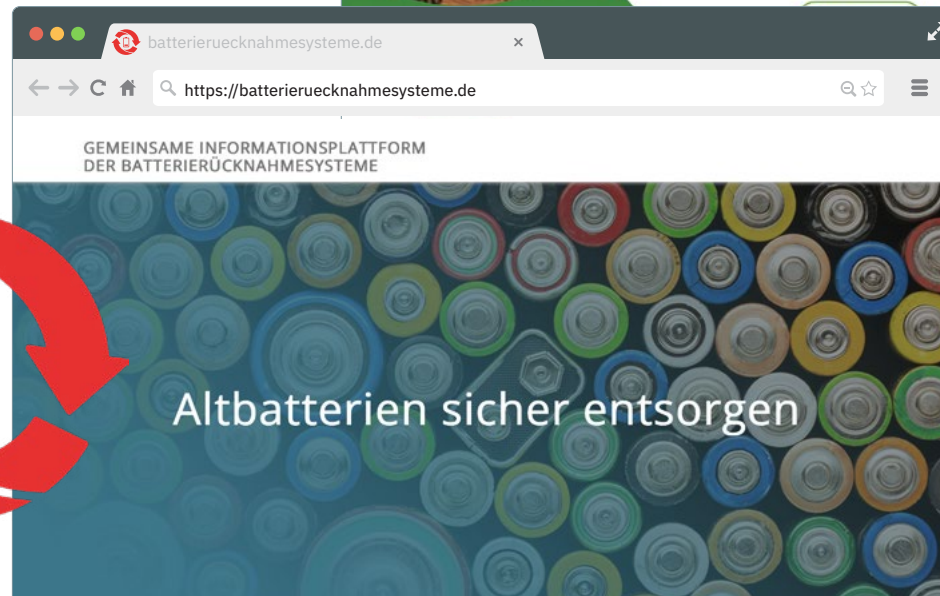 batterieruecknahmesysteme.de
https://batterieruecknahmesysteme.de
GEMEINSAME INFORMATIONSPLATTFORM
DER BATTERIERÜCKNAHMESYSTEME
Altbatterien sicher entsorgen